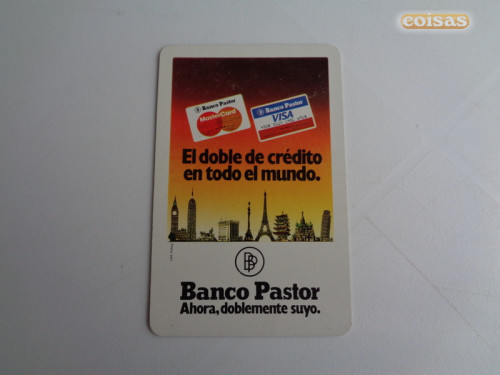 coisas
Banco Pastor
MasterCard
Banco Pastor
VISA
El doble de crédito
en todo el mundo.
Banco Pastor
Ahora, doblemente suyo.